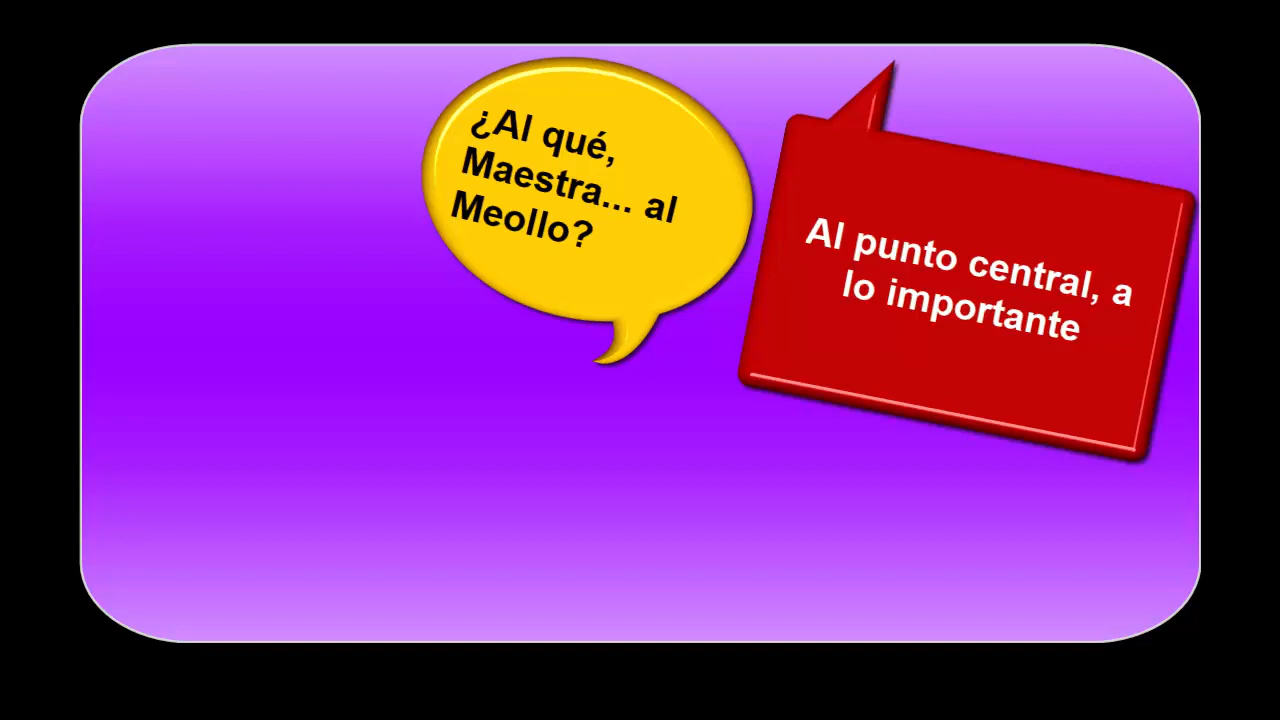 ¿Al qué,
Maestra... al
Meollo?
Al punto central, a
lo importante